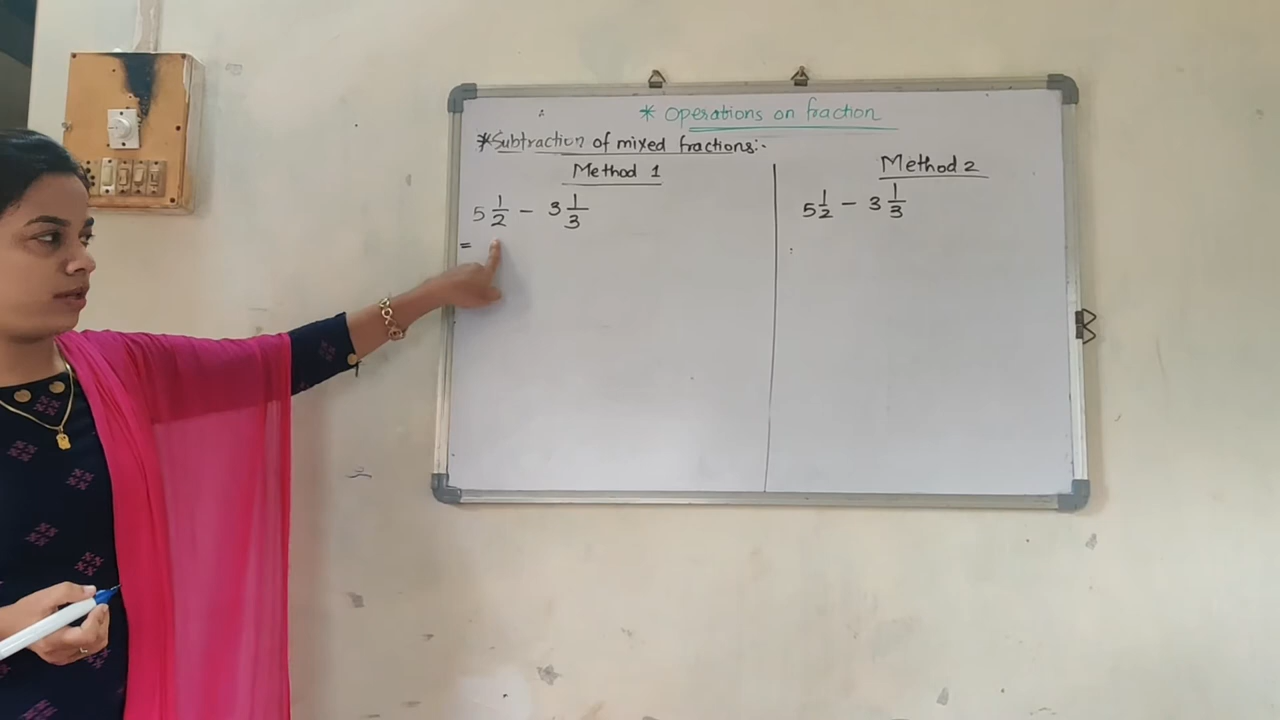 * Operations on fraction
*Subtraction of mixed fractions:-
Method 1
5 1/2 - 3 1/3
=
Method 2
5 1/2 - 3 1/3